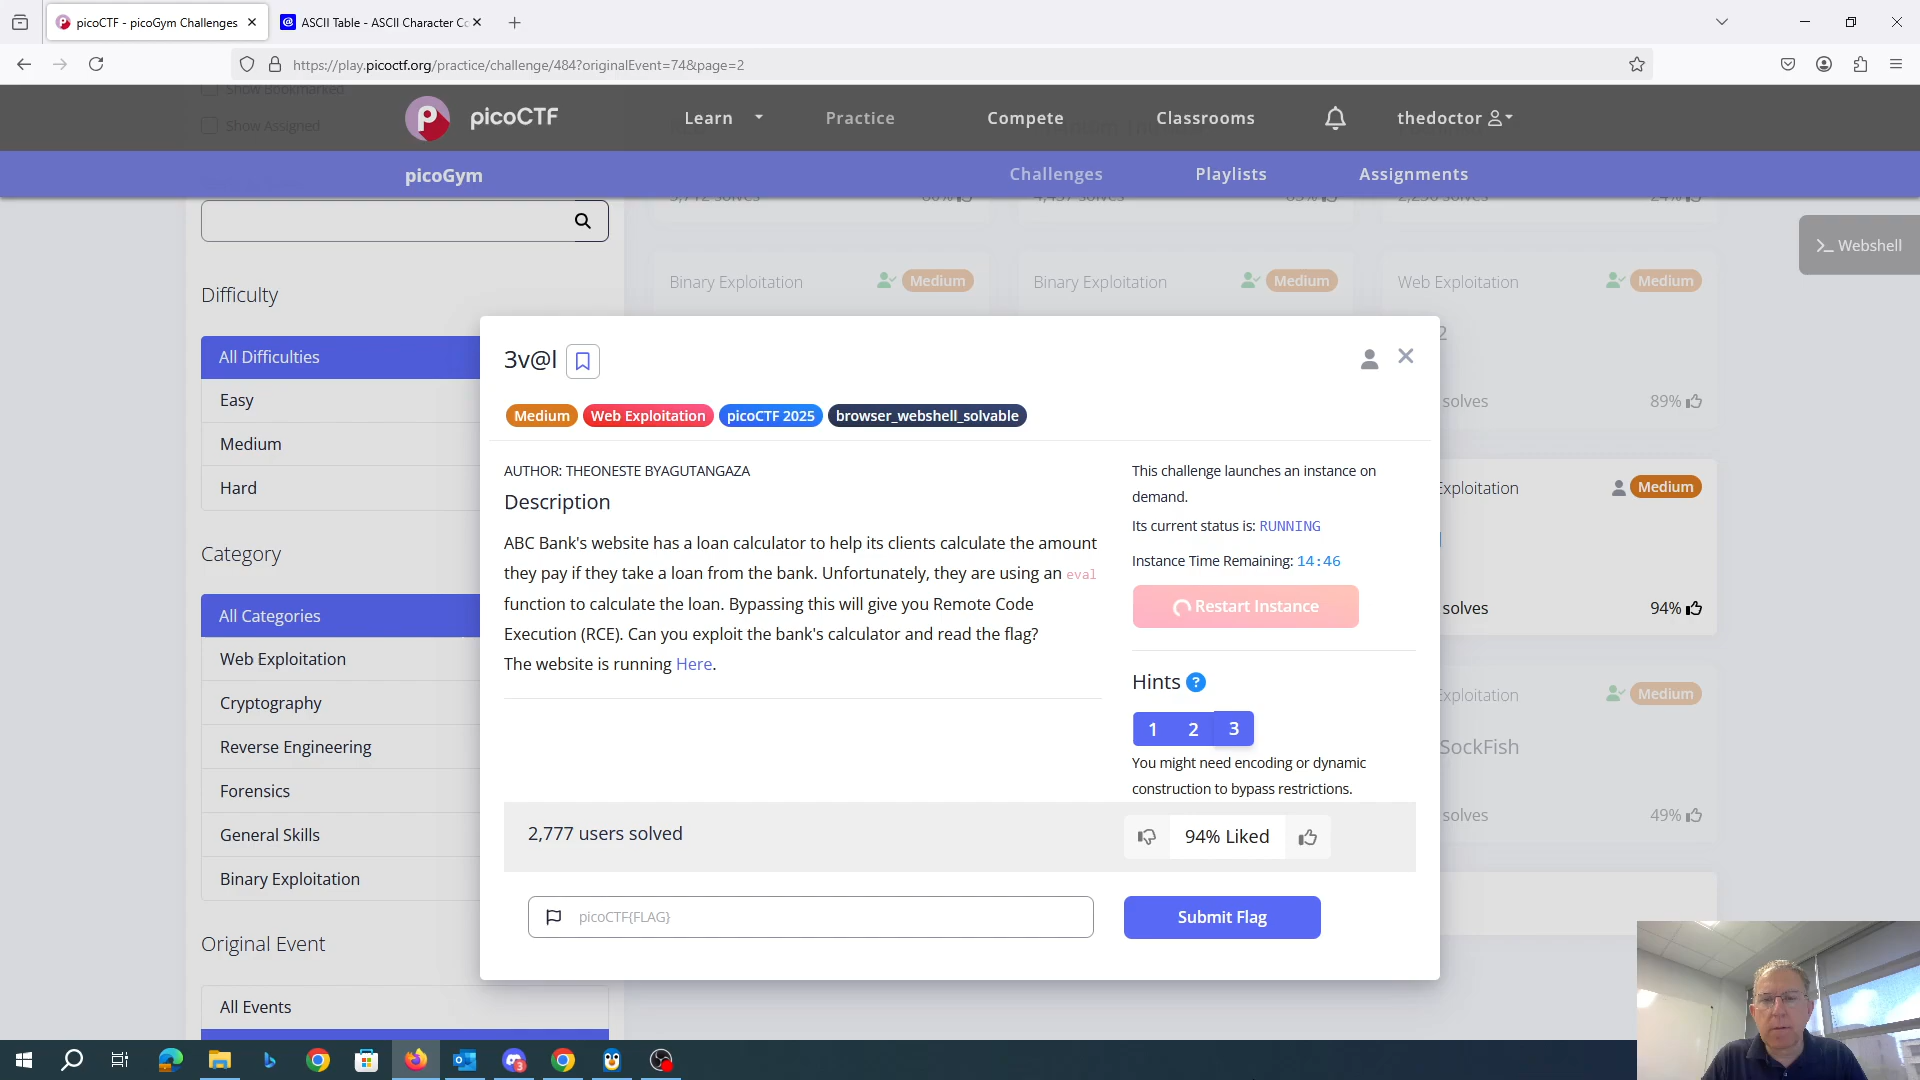 picoCTF - picoGym Challenges
ASCII Table - ASCII Character Co
https://play.picoctf.org/practice/challenge/484?originalEvent=74&page=2
Show Bookmarked
Show Assigned
picoCTF
Learn
Practice
Compete
Classrooms
thedoctor
picoGym
Challenges
Playlists
Assignments
Webshell
Difficulty
All Difficulties
Easy
Medium
Hard
Category
All Categories
Web Exploitation
Cryptography
Reverse Engineering
Forensics
General Skills
Binary Exploitation
Original Event
All Events
Binary Exploitation
Medium
Binary Exploitation
Medium
Web Exploitation
Medium
2
solves
89%
Exploitation
Medium
solves
94%
Exploitation
Medium
SockFish
solves
49%
3v@l
Medium
Web Exploitation
picoCTF 2025
browser_webshell_solvable
AUTHOR: THEONESTE BYAGUTANGAZA
Description
ABC Bank's website has a loan calculator to help its clients calculate the amount
they pay if they take a loan from the bank. Unfortunately, they are using an eval
function to calculate the loan. Bypassing this will give you Remote Code
Execution (RCE). Can you exploit the bank's calculator and read the flag?
The website is running Here.
This challenge launches an instance on
demand.
Its current status is: RUNNING
Instance Time Remaining: 14:46
Restart Instance
Hints ?
1 2 3
You might need encoding or dynamic
construction to bypass restrictions.
2,777 users solved
94% Liked
picoCTF{FLAG}
Submit Flag
3